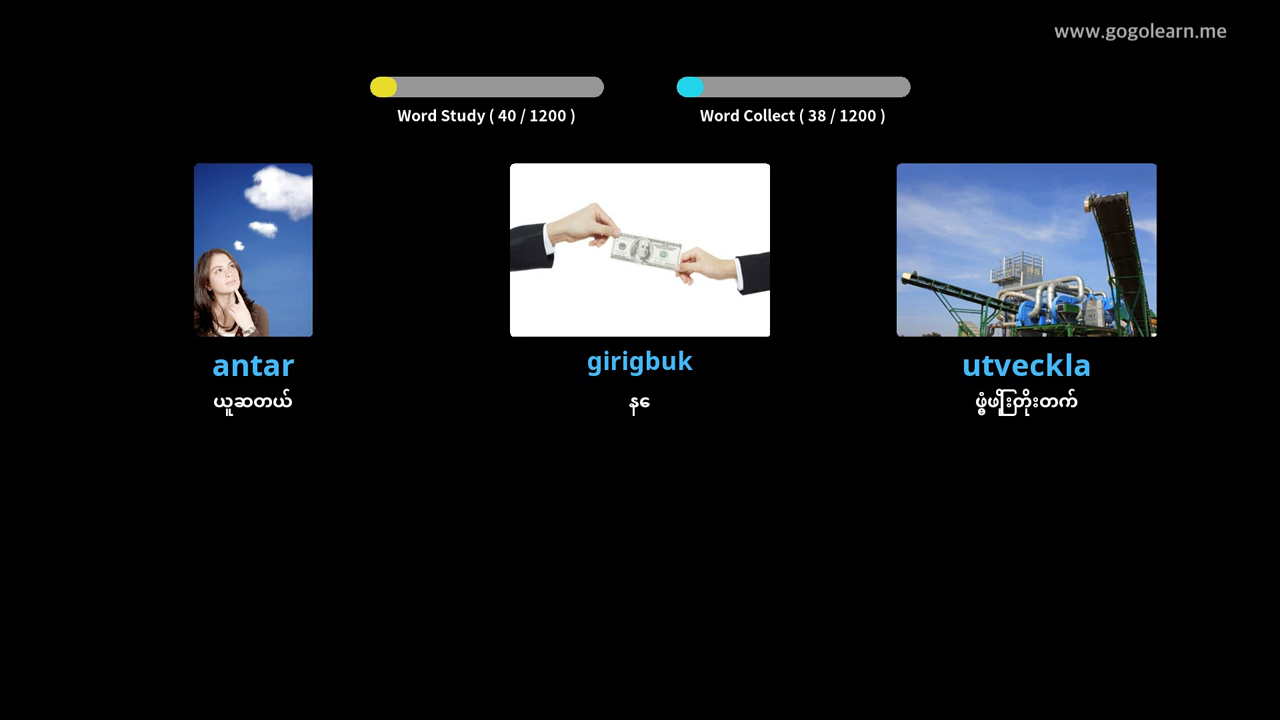 www.gogolearn.me
Word Study ( 40 / 1200 )
Word Collect ( 38 / 1200 )
antar
girigbuk
utveckla
ယူဆတယ်
နငေ
ဖွံ့ဖြိုးတိုးတက်